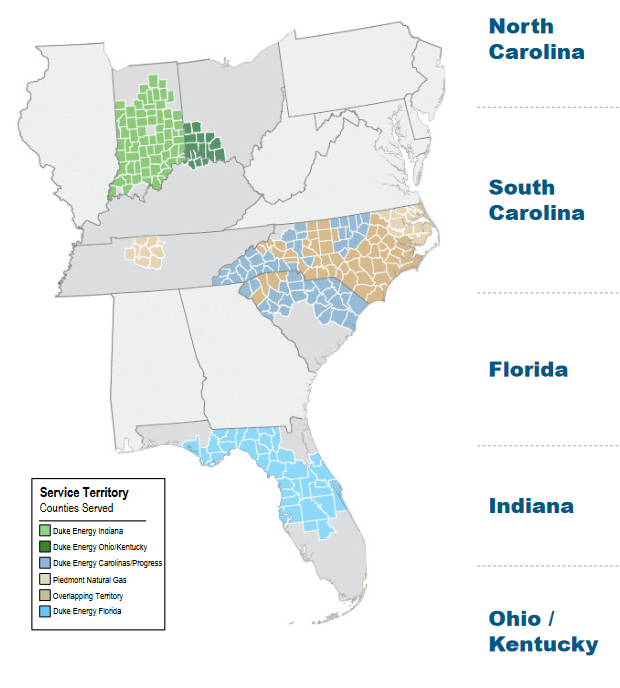 North
Carolina
South
Carolina
Florida
Indiana
Ohio /
Kentucky
Service Territory
Counties Served
Duke Energy Indiana
Duke Energy Ohio/Kentucky
Duke Energy Carolinas/Progress
Piedmont Natural Gas
Overlapping Territory
Duke Energy Florida